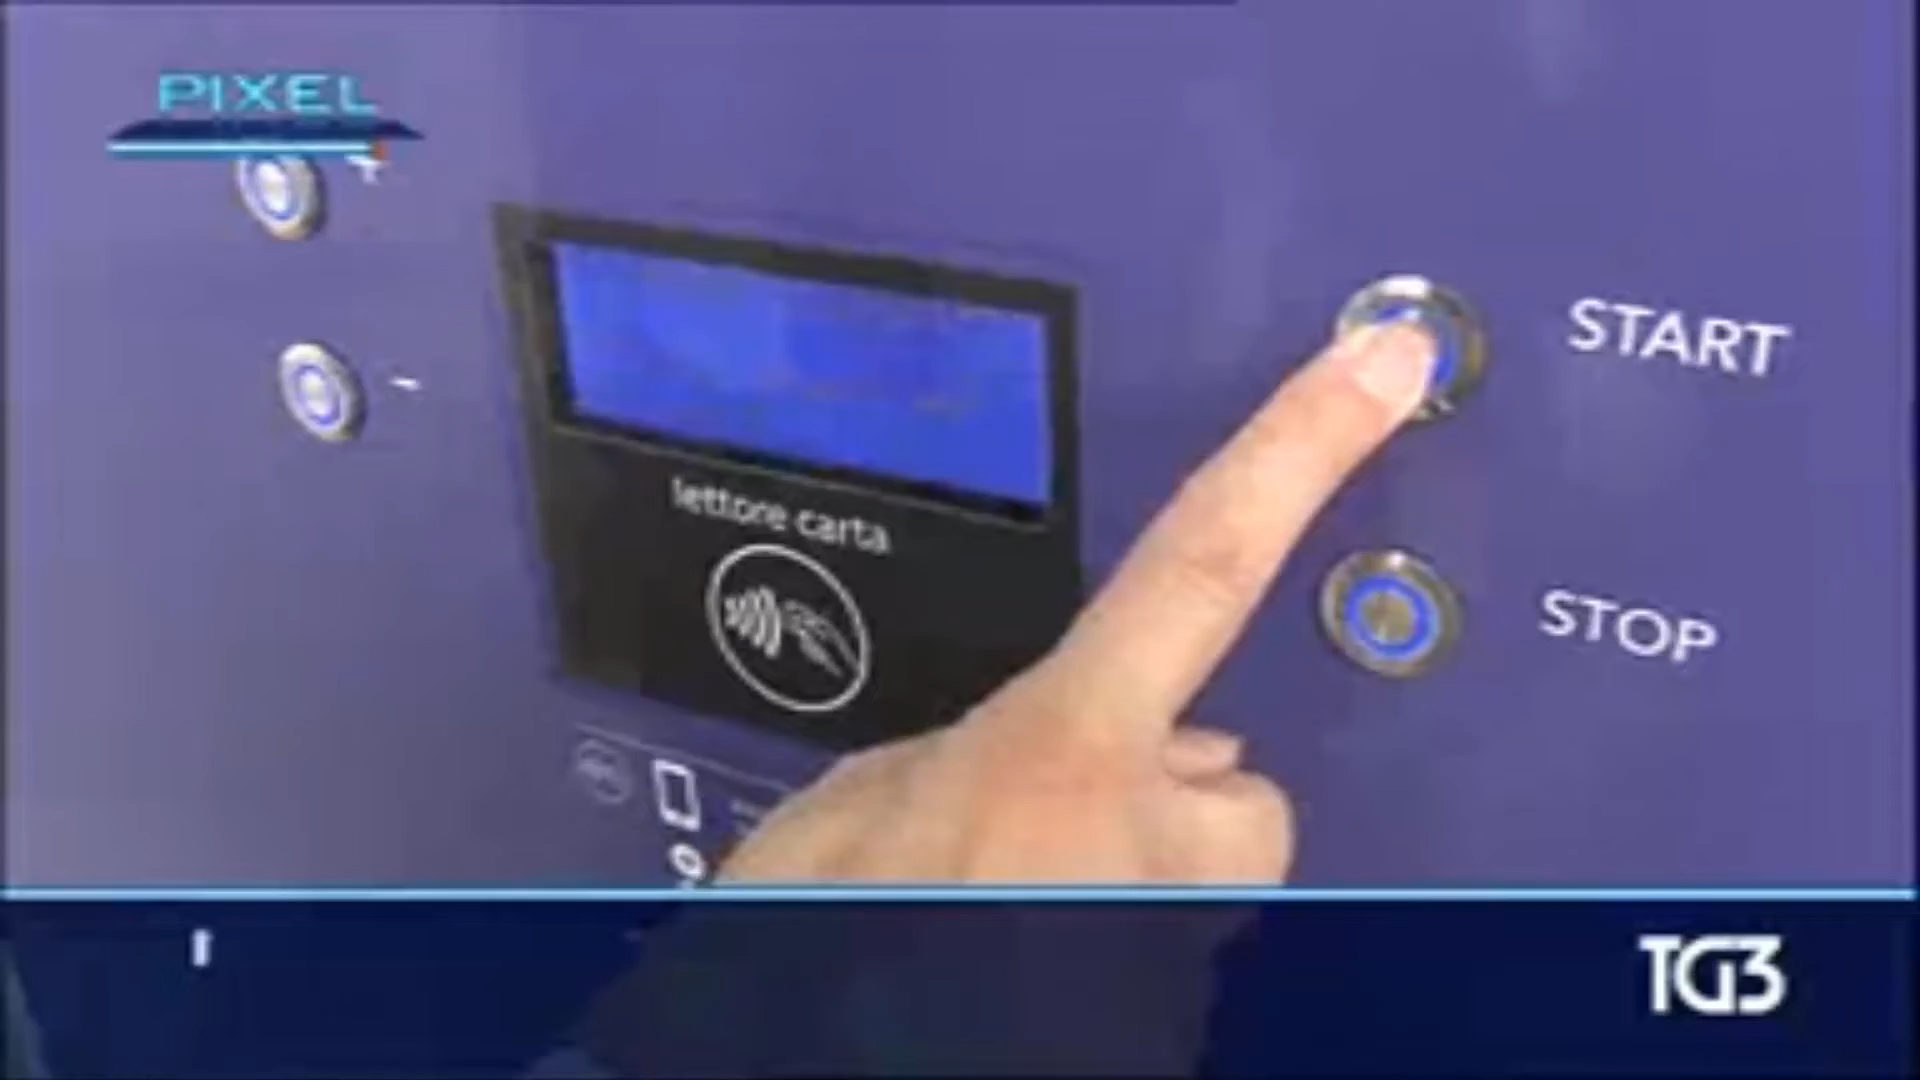 PIXEL
+
-
START
lettore carta
STOP
TG3